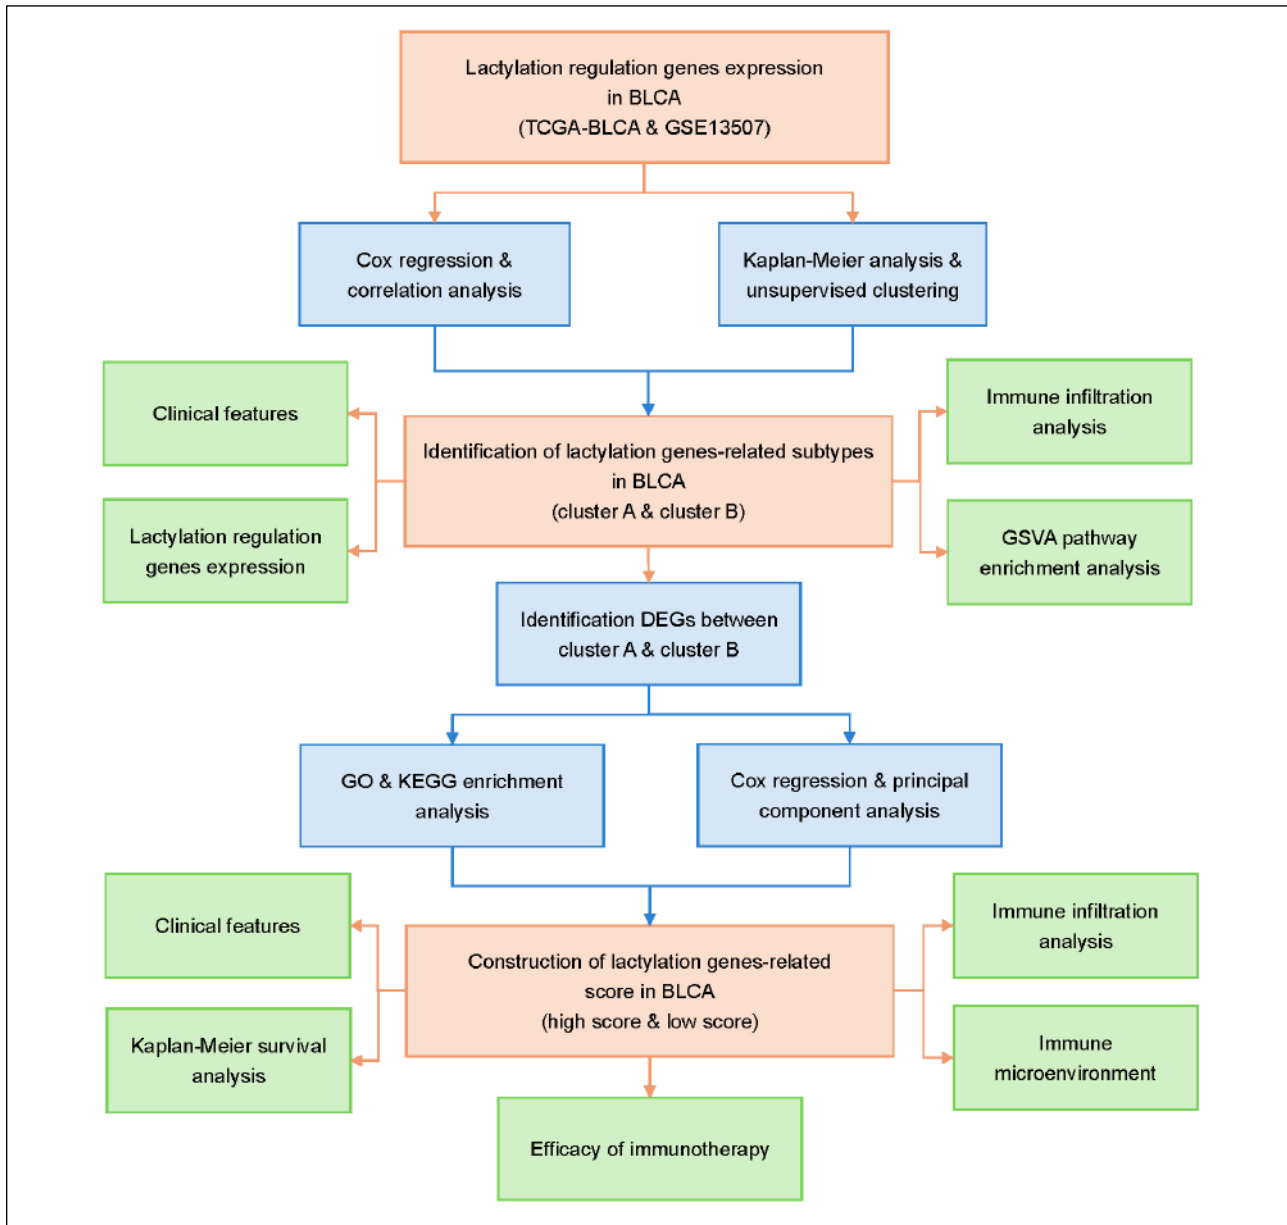 Lactylation regulation genes expression
in BLCA
(TCGA-BLCA & GSE13507)
Cox regression &
correlation analysis
Kaplan-Meier analysis &
unsupervised clustering
Clinical features
Immune infiltration
analysis
Identification of lactylation genes-related subtypes
in BLCA
(cluster A & cluster B)
Lactylation regulation
genes expression
GSVA pathway
enrichment analysis
Identification DEGs between
cluster A & cluster B
GO & KEGG enrichment
analysis
Cox regression & principal
component analysis
Clinical features
Immune infiltration
analysis
Construction of lactylation genes-related
score in BLCA
(high score & low score)
Kaplan-Meier survival
analysis
Immune
microenvironment
Efficacy of immunotherapy